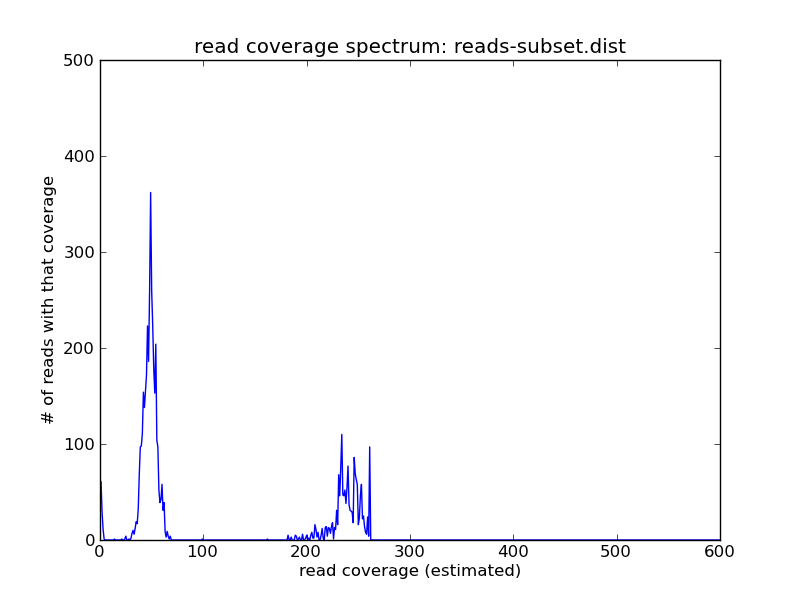 read coverage spectrum: reads-subset.dist
500
400
300
200
100
0
# of reads with that coverage
0 100 200 300 400 500 600
read coverage (estimated)